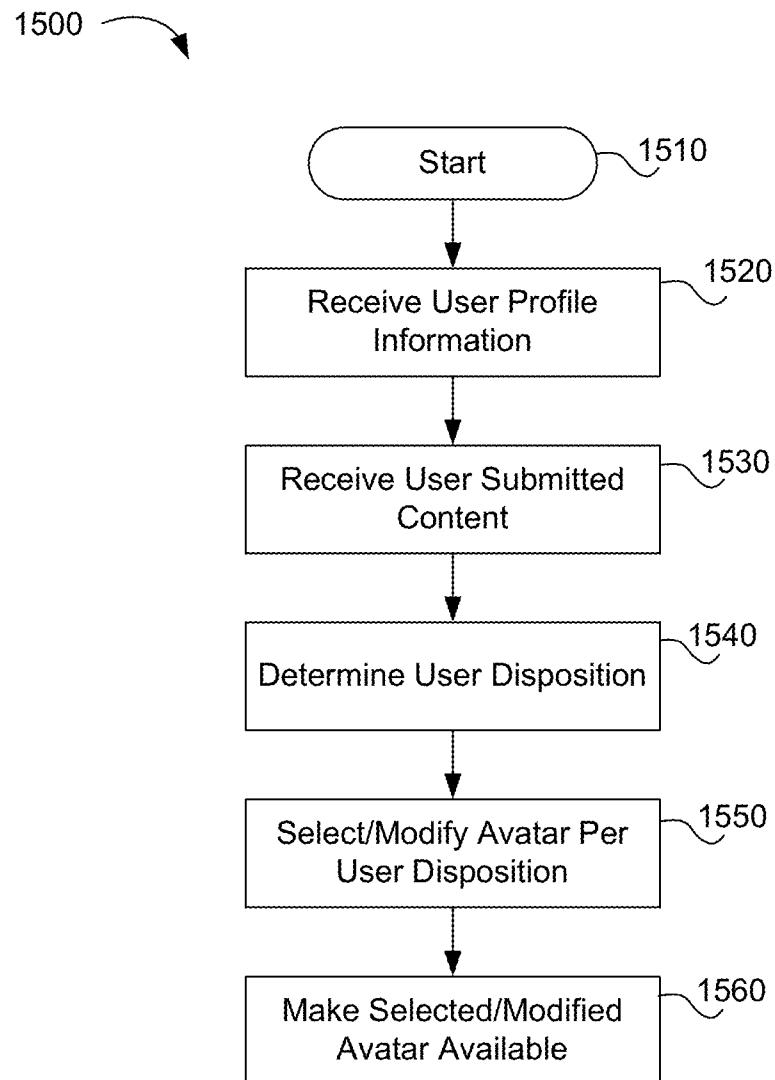 1500
Start
1510
1520
Receive User Profile
Information
1530
Receive User Submitted
Content
1540
Determine User Disposition
1550
Select/Modify Avatar Per
User Disposition
1560
Make Selected/Modified
Avatar Available